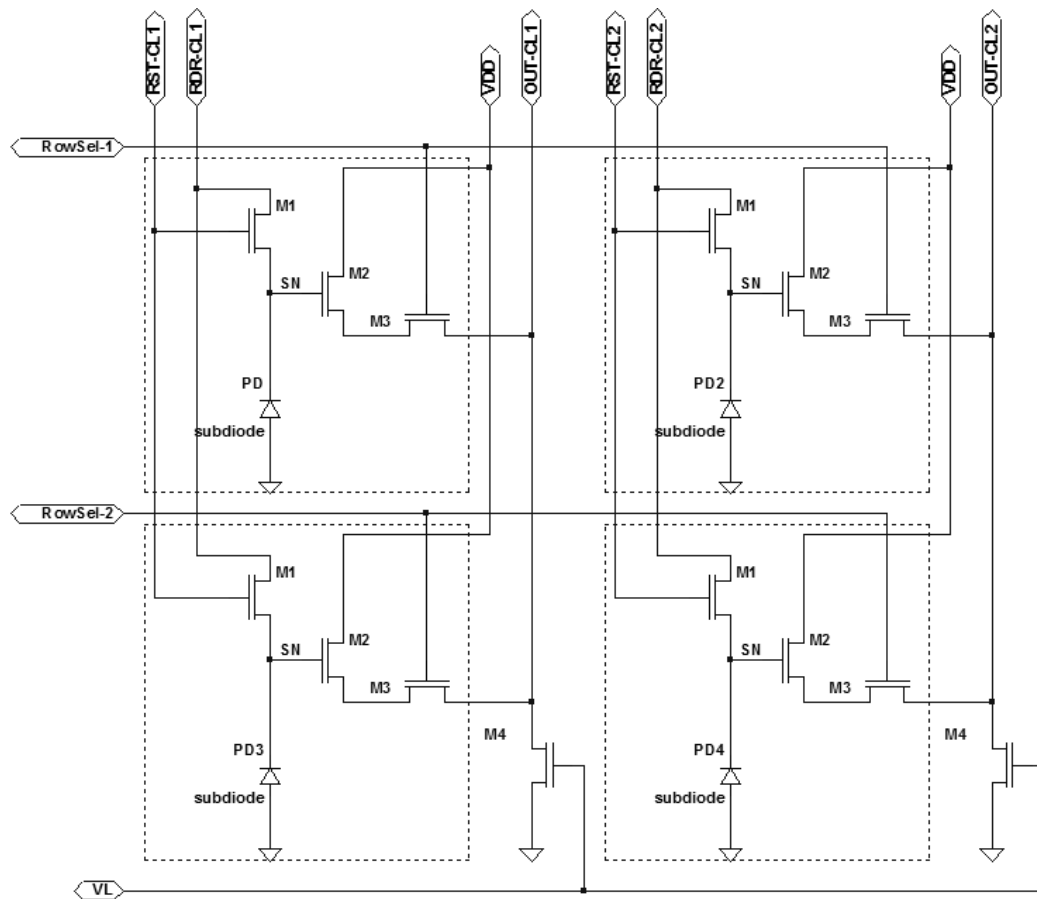 RST-CL1
RDR-CL1
VDD
OUT-CL1
RST-CL2
RDR-CL2
VDD
OUT-CL2
RowSel-1
M1
M1
SN
M2
SN
M2
M3
M3
PD
PD2
subdiode
subdiode
RowSel-2
M1
M1
SN
M2
SN
M2
M3
M3
PD3
M4
PD4
M4
subdiode
subdiode
VL